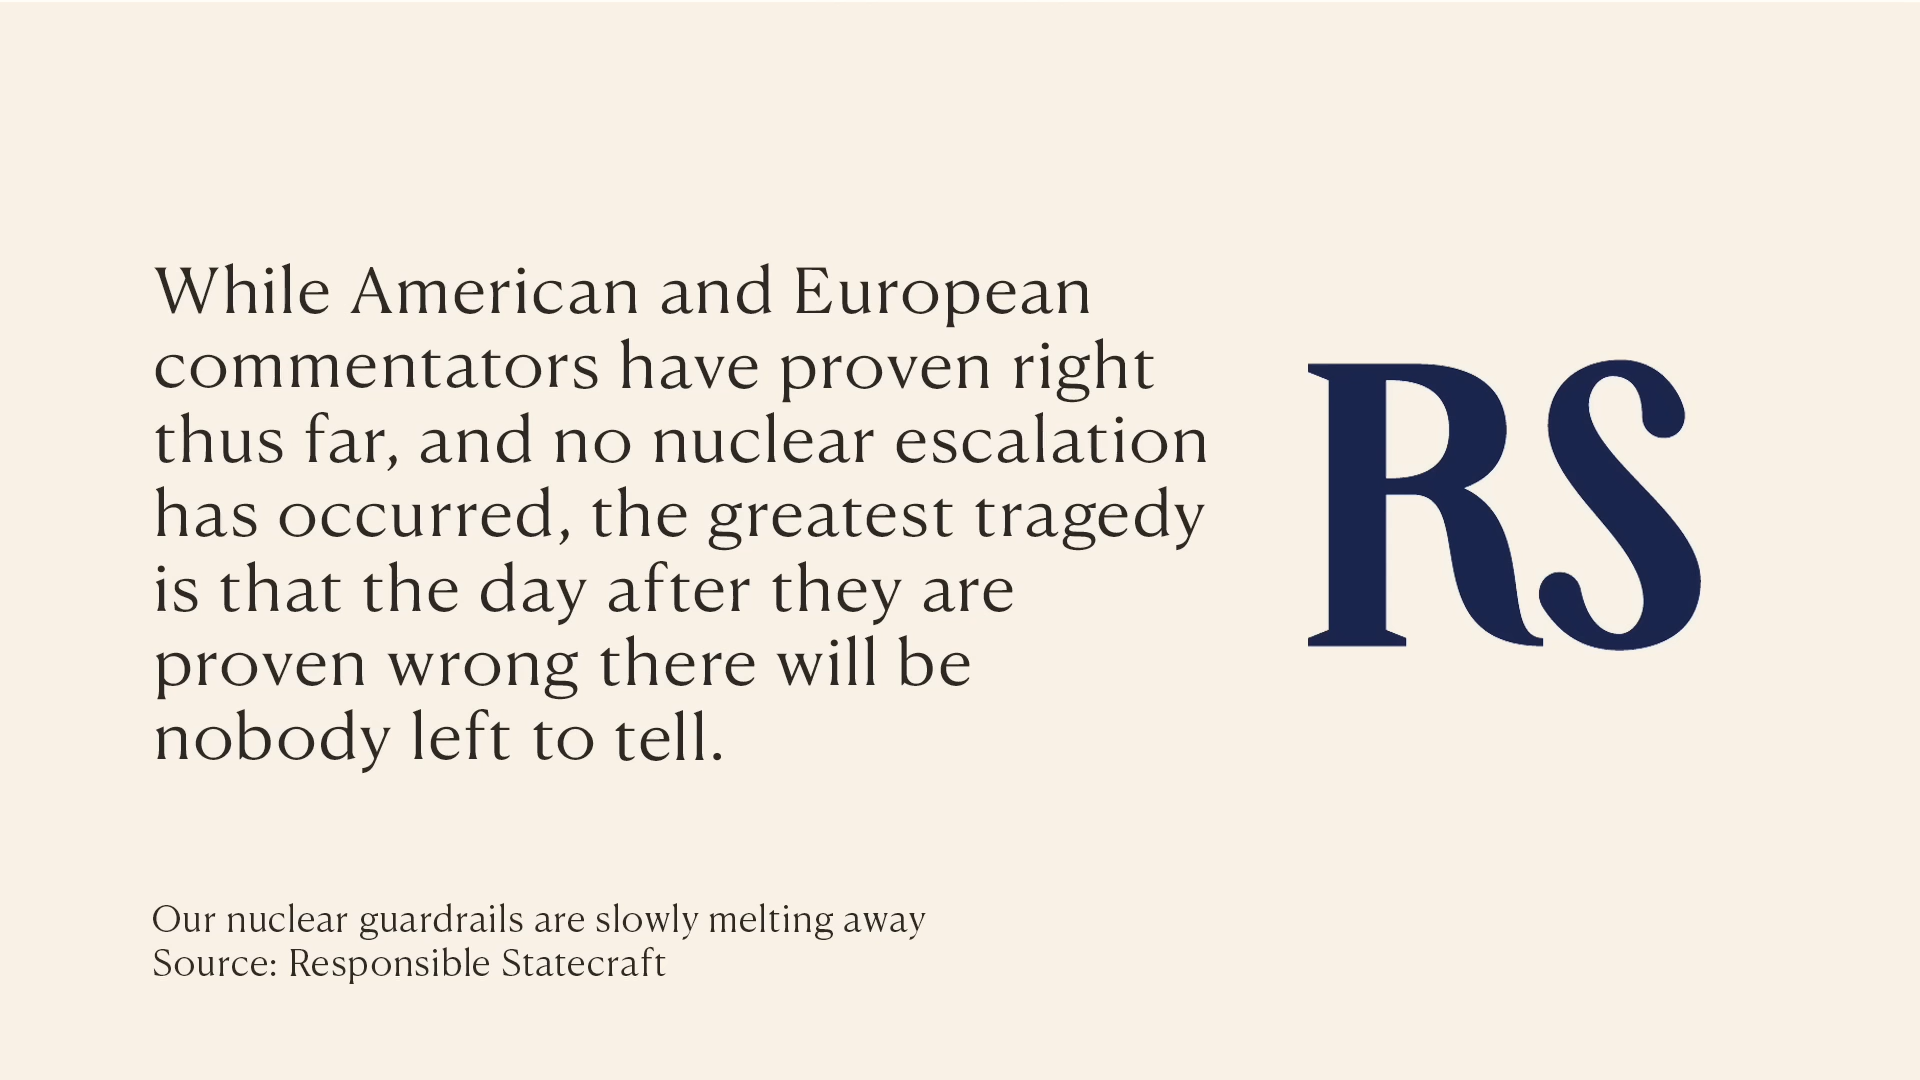 While American and European
commentators have proven right
thus far, and no nuclear escalation
has occurred, the greatest tragedy
is that the day after they are
proven wrong there will be
nobody left to tell.
RS
Our nuclear guardrails are slowly melting away
Source: Responsible Statecraft